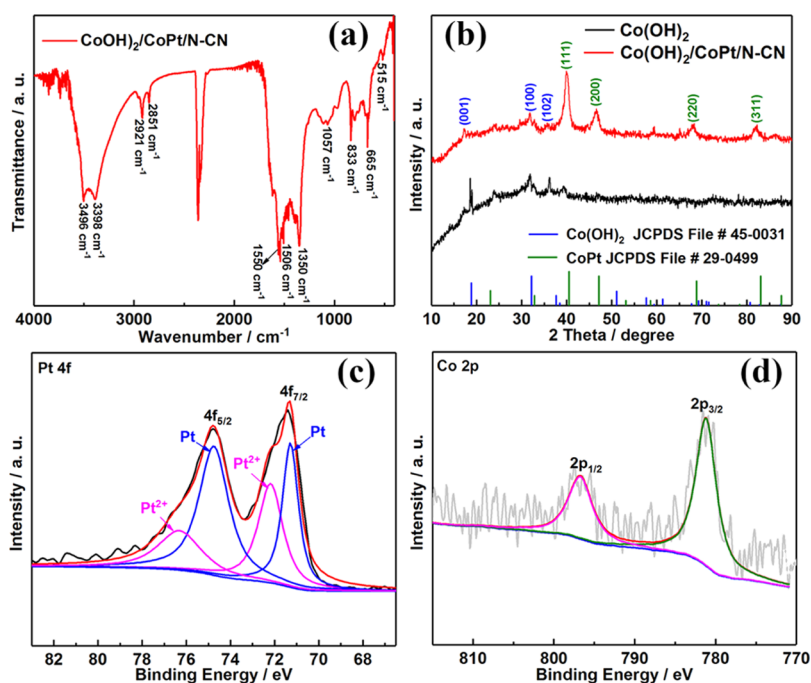 (a)
CoOH)2/CoPt/N-CN
Transmittance / a. u.
3496 cm-1
3398 cm-1
2921 cm-1
2851 cm-1
1550 cm-1
1506 cm-1
1350 cm-1
1057 cm-1
833 cm-1
665 cm-1
515 cm-1
4000 3000 2000 1000
Wavenumber / cm-1
(b)
Co(OH)2
Co(OH)2/CoPt/N-CN
Intensity / a. u.
(001)
(100)
(102)
(111)
(200)
(220)
(311)
Co(OH)2 JCPDS File # 45-0031
CoPt JCPDS File # 29-0499
10 20 30 40 50 60 70 80 90
2 Theta / degree
Pt 4f
(c)
4f5/2
4f7/2
Pt
Pt
Pt2+
Pt2+
Intensity / a. u.
82 80 78 76 74 72 70 68
Binding Energy / eV
Co 2p
(d)
2p3/2
2p1/2
Intensity / a. u.
810 800 790 780 770
Binding Energy / eV